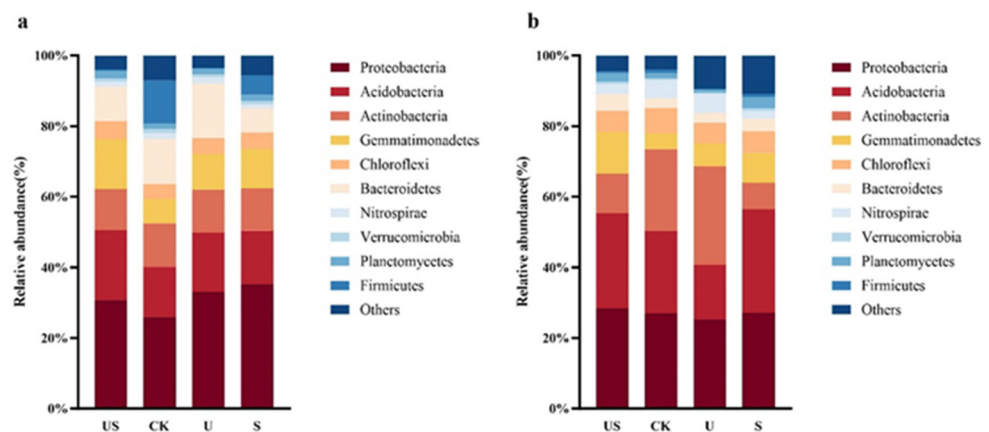 a
Relative abundance(%)
100%
80%
60%
40%
20%
0%
US CK U S
Proteobacteria
Acidobacteria
Actinobacteria
Gemmatimonadetes
Chloroflexi
Bacteroidetes
Nitrospirae
Verrucomicrobia
Planctomycetes
Firmicutes
Others
b
Relative abundance(%)
100%
80%
60%
40%
20%
0%
US CK U S
Proteobacteria
Acidobacteria
Actinobacteria
Gemmatimonadetes
Chloroflexi
Bacteroidetes
Nitrospirae
Verrucomicrobia
Planctomycetes
Firmicutes
Others